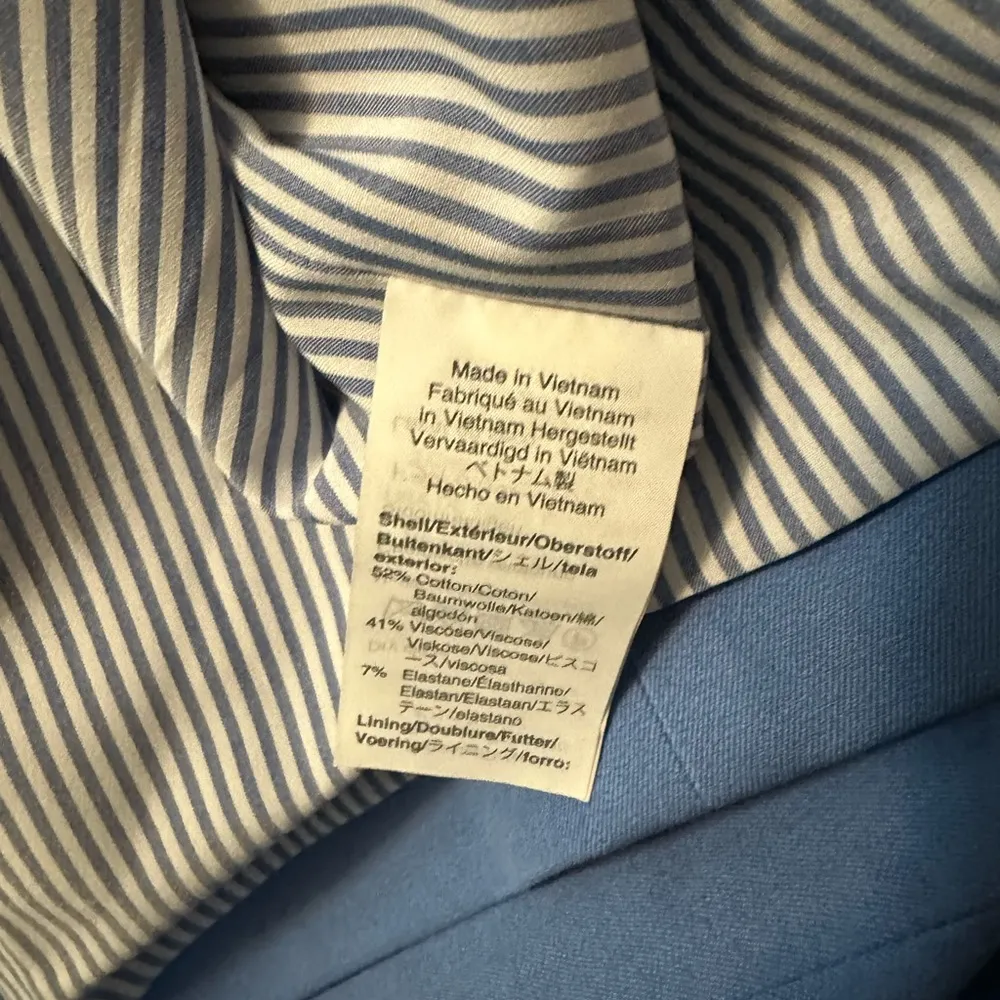 Made in Vietnam
Fabriqué au Vietnam
In Vietnam Hergestellt
Vervaardigd in Viëtnam
ベトナム製
Hecho en Vietnam
Shell/Extérieur/Oberstoff/
Buitenkant/シェル/tela
exterior:
52% Cotton/Coton/
Baumwolle/Katoen/綿/
algodón
41% Viscose/Viscose/
Viskose/Viscose/ビスコ
ース/viscosa
7% Elastane/Élasthanne/
Elastan/Elastaan/エラス
テーン/elastano
Lining/Doublure/Futter/
Voering/ライニング/forro: